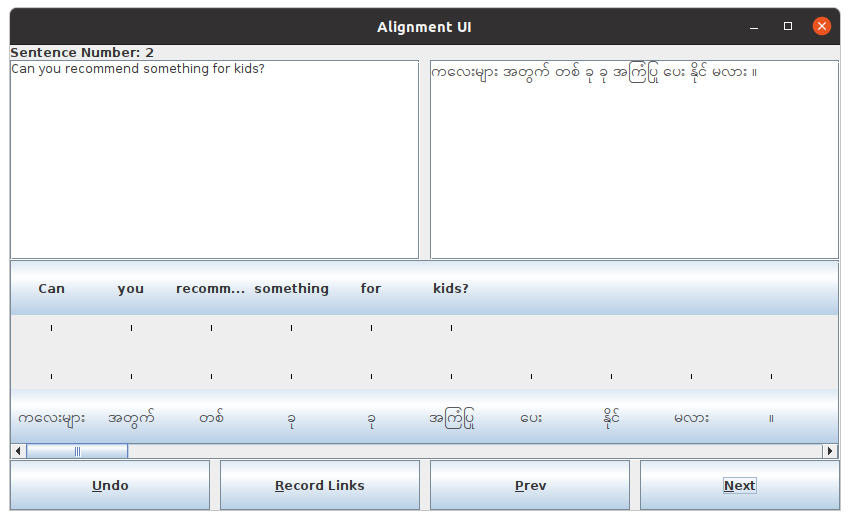 Alignment UI
Sentence Number: 2
Can you recommend something for kids?
ကလေးများ အတွက် တစ် ခု ခု အကြံပြု ပေး နိုင် မလား ။
Can you recomm... something for kids?
ကလေးများ အတွက် တစ် ခု ခု အကြံပြု ပေး နိုင် မလား ။
Undo Record Links Prev Next